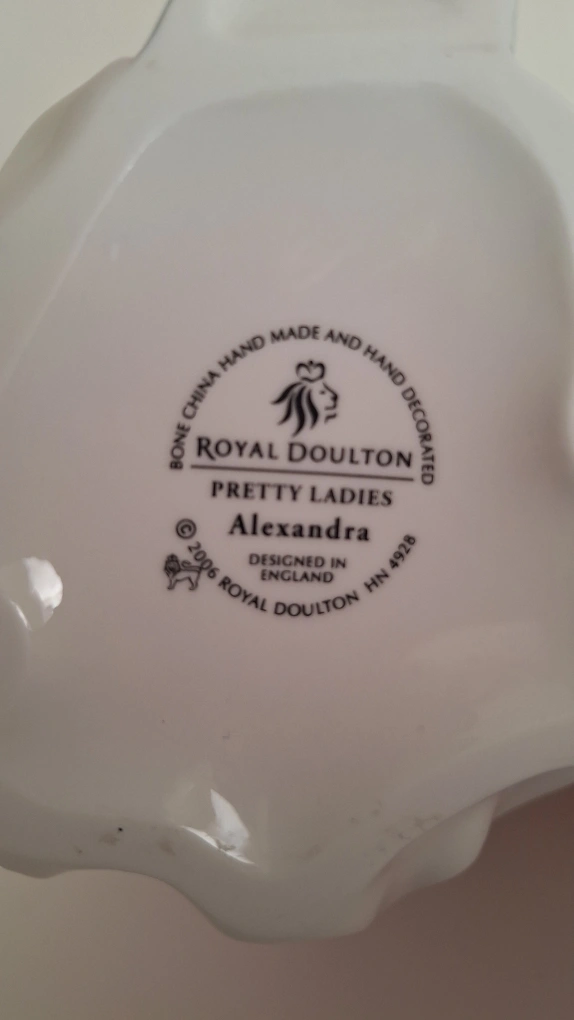 BONE CHINA HAND MADE AND HAND DECORATED
ROYAL DOULTON
PRETTY LADIES
Alexandra
DESIGNED IN
ENGLAND
© 2006 ROYAL DOULTON HN 4928